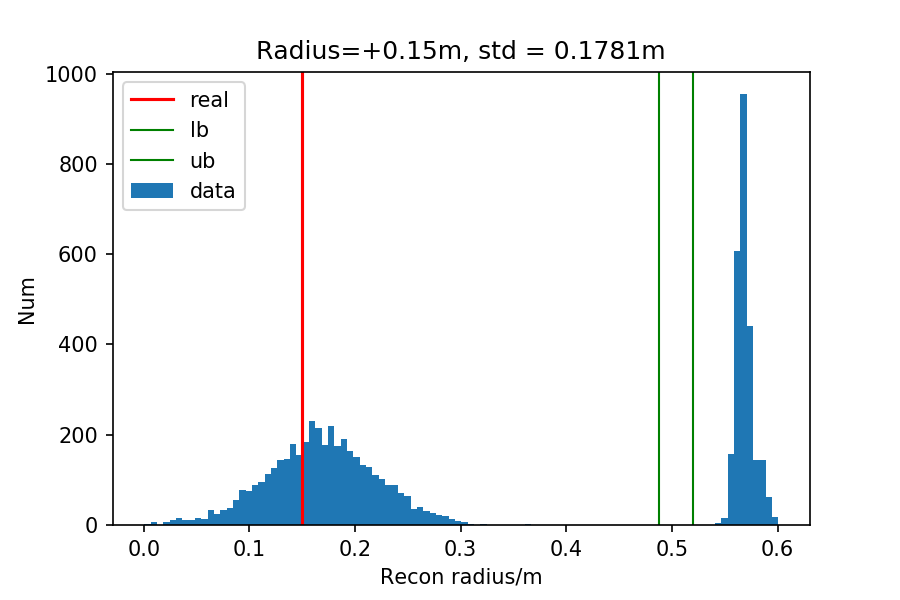 Radius=+0.15m, std = 0.1781m
1000
800
600
400
200
0
Num
real
lb
ub
data
0.0 0.1 0.2 0.3 0.4 0.5 0.6
Recon radius/m